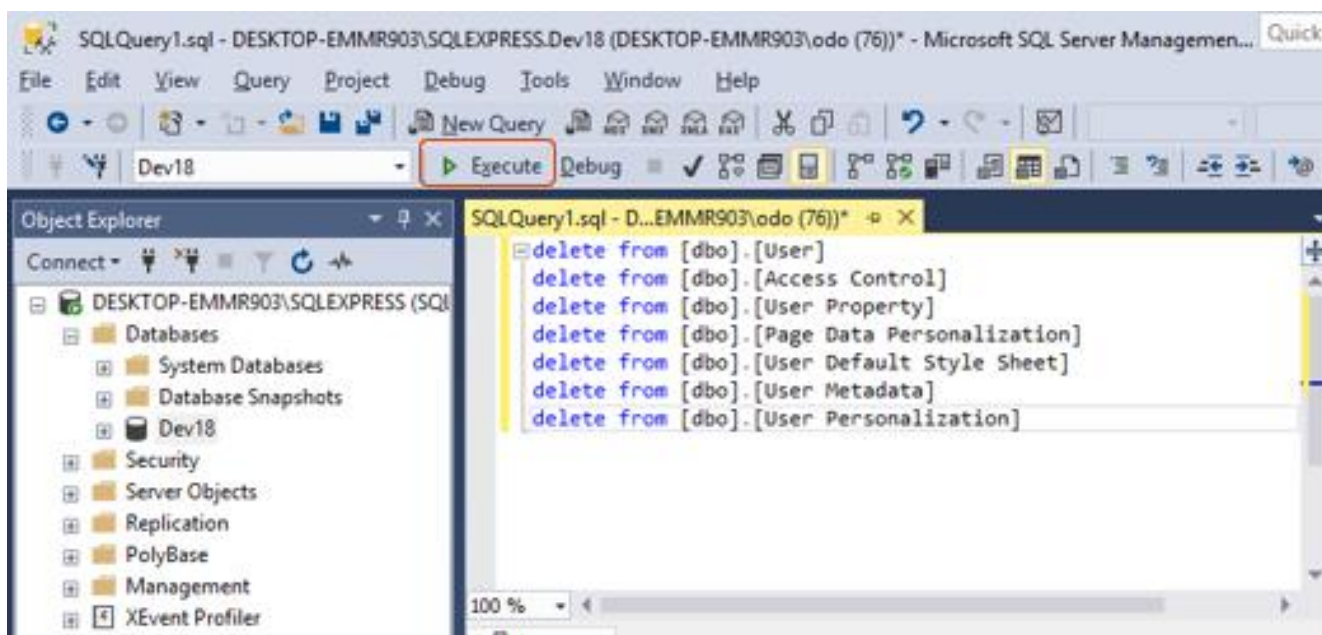 SQLQuery1.sql - DESKTOP-EMMR903\SQLEXPRESS.Dev18 (DESKTOP-EMMR903\odo (76))* - Microsoft SQL Server Managemen... Quick
File Edit View Query Project Debug Tools Window Help
New Query
Dev18 Execute Debug
Object Explorer
SQLQuery1.sql - D...EMMR903\odo (76))*
Connect
DESKTOP-EMMR903\SQLEXPRESS (SQL
Databases
System Databases
Database Snapshots
Dev18
Security
Server Objects
Replication
PolyBase
Management
XEvent Profiler
delete from [dbo].[User]
delete from [dbo].[Access Control]
delete from [dbo].[User Property]
delete from [dbo].[Page Data Personalization]
delete from [dbo].[User Default Style Sheet]
delete from [dbo].[User Metadata]
delete from [dbo].[User Personalization]
100 %